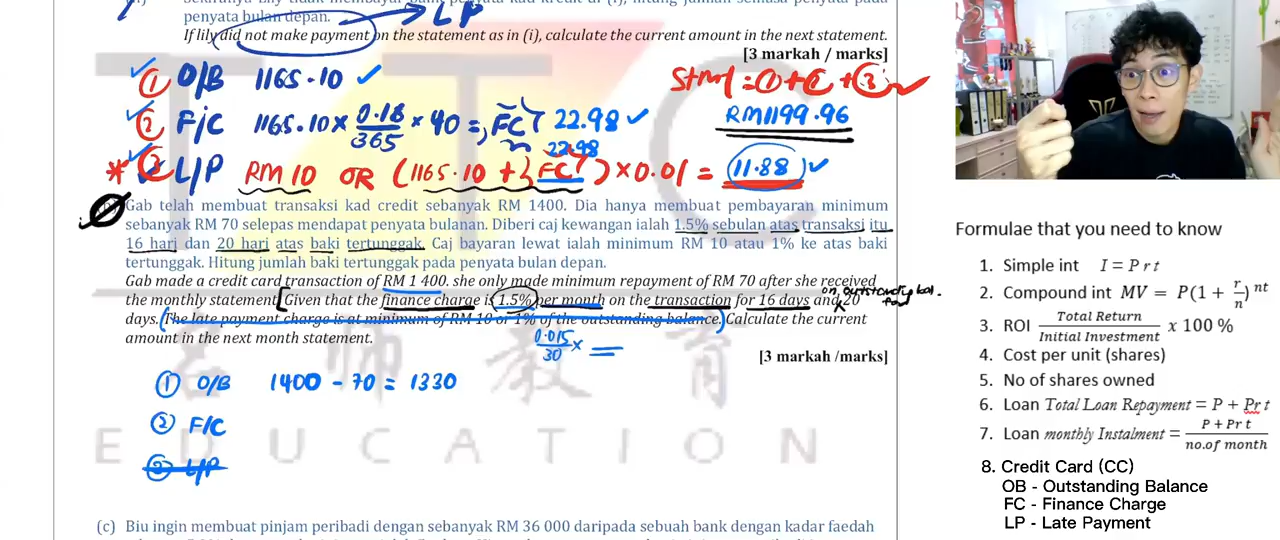 penyata bulan depan.
LP
If lily did not make payment on the statement as in (i), calculate the current amount in the next statement.
[3 markah / marks]
① O/B 1165.10 ✓
Stmt = ① + ② + ③ ✓
② F/C 1165.10 × 0.18/365 × 40 =, FC 22.98 ✓
RM1199.96
22.98
* ③ L/P RM 10 OR (1165.10 + { FC ) × 0.01 = 11.88 ✓
Gab telah membuat transaksi kad credit sebanyak RM 1400. Dia hanya membuat pembayaran minimum
sebanyak RM 70 selepas mendapat penyata bulanan. Diberi caj kewangan ialah 1.5% sebulan atas transaksi itu
16 hari dan 20 hari atas baki tertunggak. Caj bayaran lewat ialah minimum RM 10 atau 1% ke atas baki
tertunggak. Hitung jumlah baki tertunggak pada penyata bulan depan.
Gab made a credit card transaction of RM 1 400. she only made minimum repayment of RM 70 after she received
on outstanding bal.
the monthly statement. Given that the finance charge is 1.5% per month on the transaction for 16 days and 20
days. The late payment charge is at minimum of RM 10 or 1% of the outstanding balance. Calculate the current
amount in the next month statement.
0.015/30 ×
[3 markah /marks]
① O/B 1400 - 70 = 1330
② F/C
③ L/P
EDUCATION
TTC
名师教育
(c) Biu ingin membuat pinjam peribadi dengan sebanyak RM 36 000 daripada sebuah bank dengan kadar faedah
Formulae that you need to know
1. Simple int I = P r t
2. Compound int MV = P(1 + r/n) nt
3. ROI Total Return/Initial Investment x 100 %
4. Cost per unit (shares)
5. No of shares owned
6. Loan Total Loan Repayment = P + Pr t
7. Loan monthly Instalment = P + Pr t/no.of month
8. Credit Card (CC)
OB - Outstanding Balance
FC - Finance Charge
LP - Late Payment